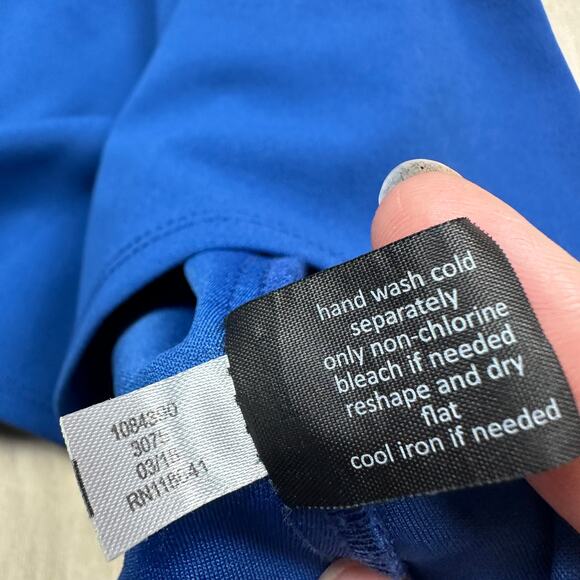 hand wash cold
separately
only non-chlorine
bleach if needed
reshape and dry
flat
cool iron if needed
03/15